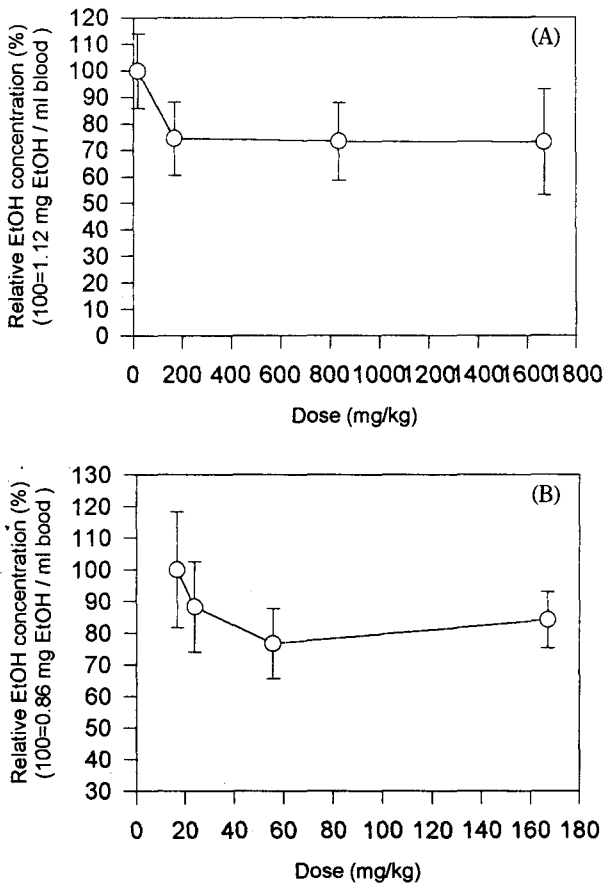 (A)
Relative EtOH concentration (%)
(100=1.12 mg EtOH / ml blood )
120
110
100
90
80
70
60
50
40
30
20
10
0
0 200 400 600 800 1000 1200 1400 1600 1800
Dose (mg/kg)
(B)
Relative EtOH concentration (%)
(100=0.86 mg EtOH / ml bood )
130
120
110
100
90
80
70
60
50
40
30
0 20 40 60 80 100 120 140 160 180
Dose (mg/kg)